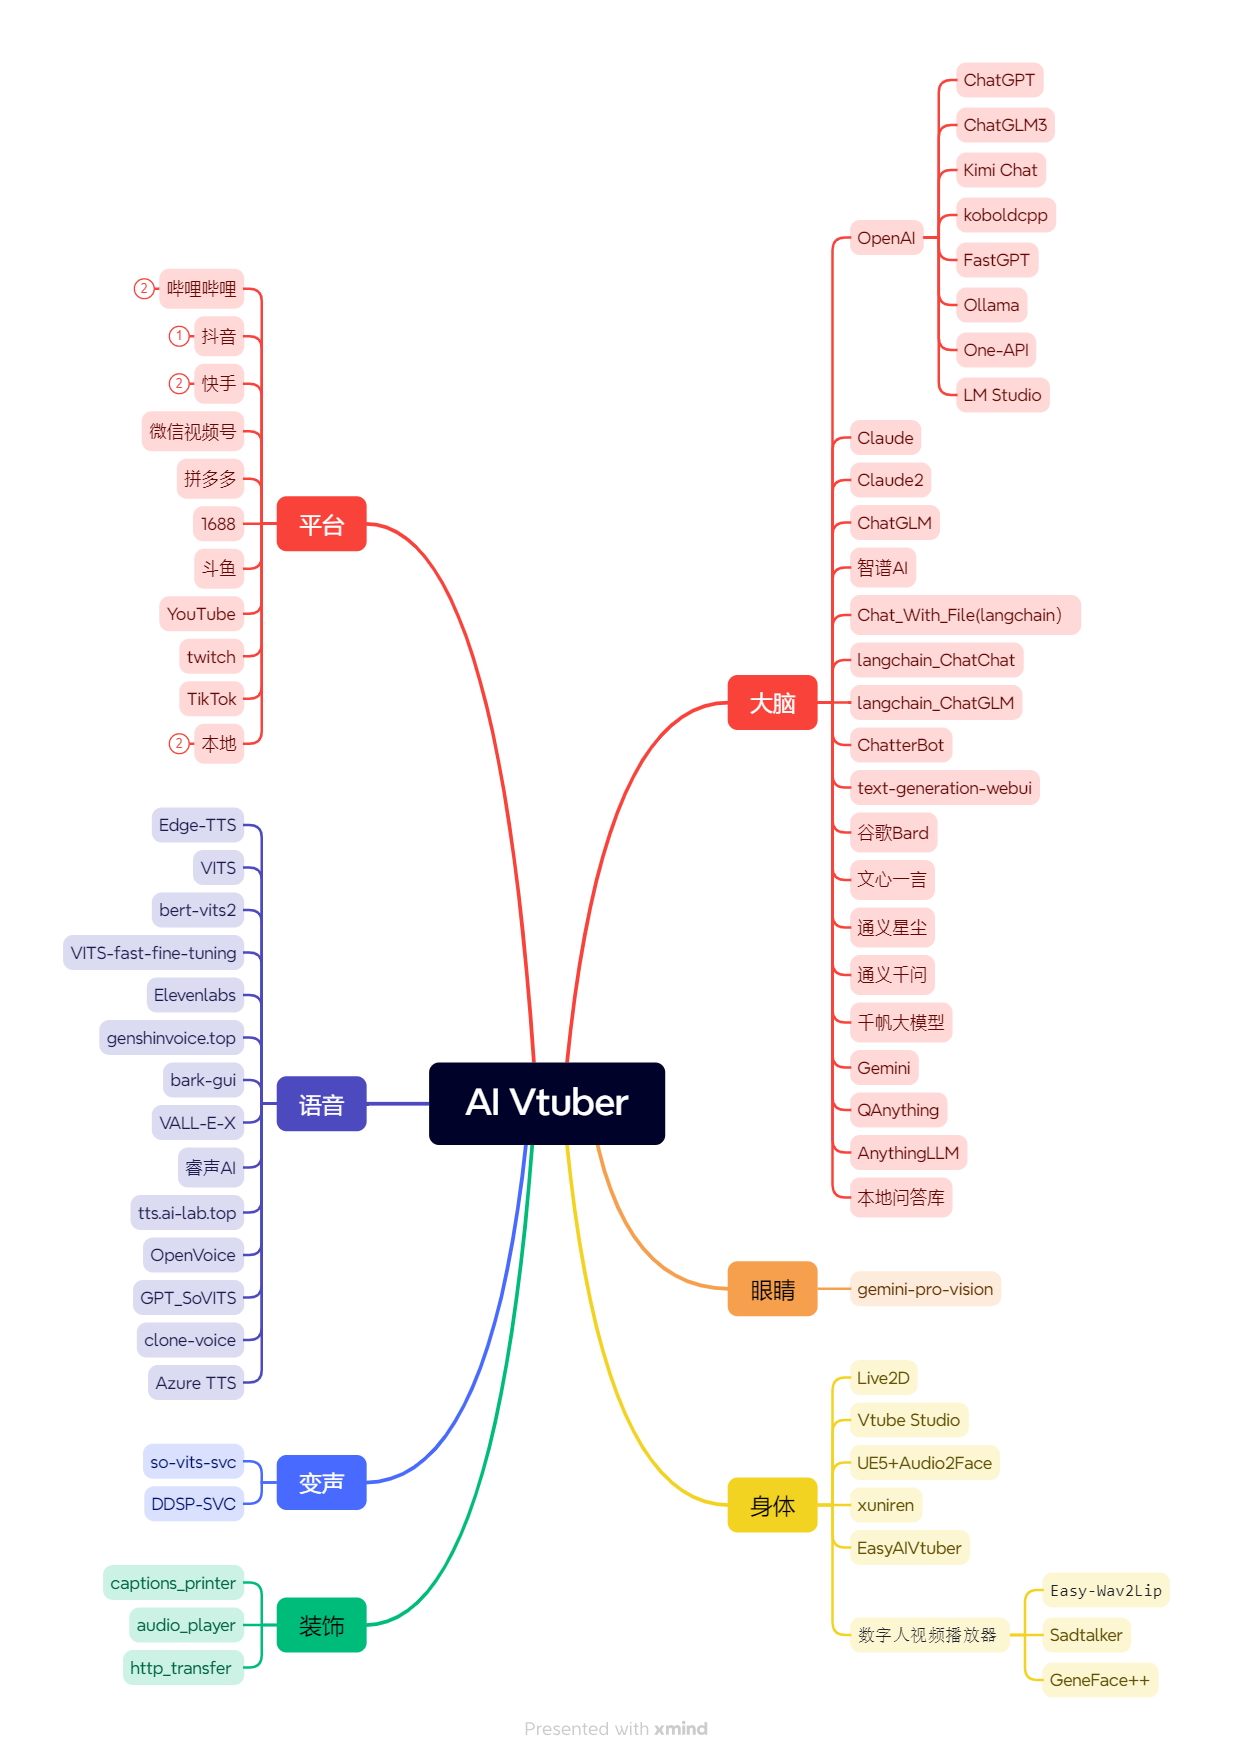 AI Vtuber
大脑
OpenAI
ChatGPT
ChatGLM3
Kimi Chat
koboldcpp
FastGPT
Ollama
One-API
LM Studio
Claude
Claude2
ChatGLM
智谱AI
Chat_With_File(langchain）
langchain_ChatChat
langchain_ChatGLM
ChatterBot
text-generation-webui
谷歌Bard
文心一言
通义星尘
通义千问
千帆大模型
Gemini
QAnything
AnythingLLM
本地问答库
眼睛
gemini-pro-vision
身体
Live2D
Vtube Studio
UE5+Audio2Face
xuniren
EasyAIVtuber
数字人视频播放器
Easy-Wav2Lip
Sadtalker
GeneFace++
平台
哔哩哔哩
2
抖音
1
快手
2
微信视频号
拼多多
1688
斗鱼
YouTube
twitch
TikTok
本地
2
语音
Edge-TTS
VITS
bert-vits2
VITS-fast-fine-tuning
Elevenlabs
genshinvoice.top
bark-gui
VALL-E-X
睿声AI
tts.ai-lab.top
OpenVoice
GPT_SoVITS
clone-voice
Azure TTS
变声
so-vits-svc
DDSP-SVC
装饰
captions_printer
audio_player
http_transfer
Presented with xmind